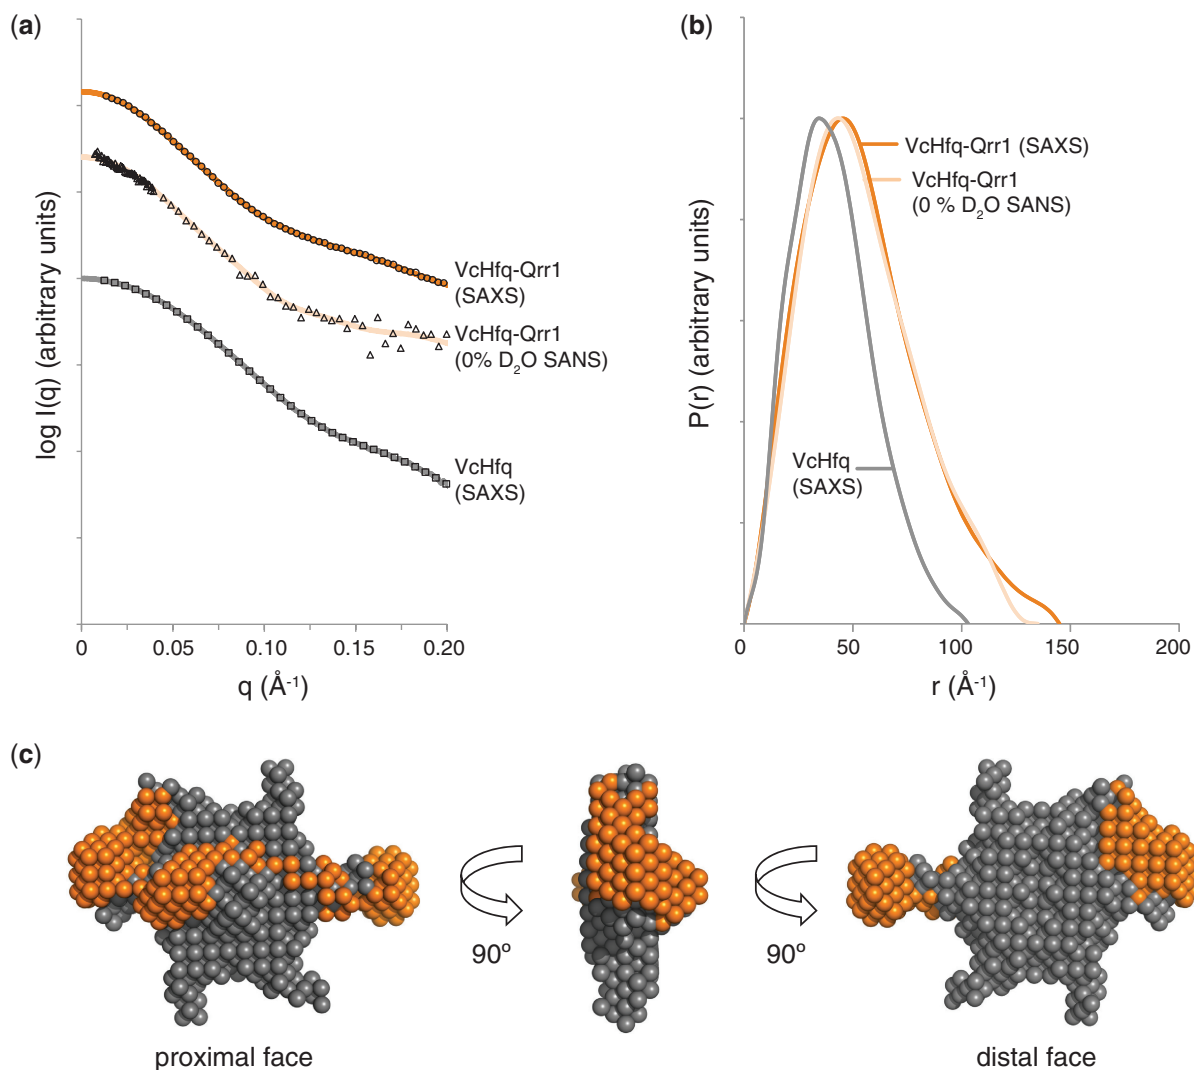 (a)
log I(q) (arbitrary units)
VcHfq-Qrr1
(SAXS)
VcHfq-Qrr1
(0% D₂O SANS)
VcHfq
(SAXS)
0 0.05 0.10 0.15 0.20
q (Å⁻¹)
(b)
P(r) (arbitrary units)
VcHfq-Qrr1 (SAXS)
VcHfq-Qrr1
(0 % D₂O SANS)
VcHfq
(SAXS)
0 50 100 150 200
r (Å⁻¹)
(c)
90º
90º
proximal face
distal face